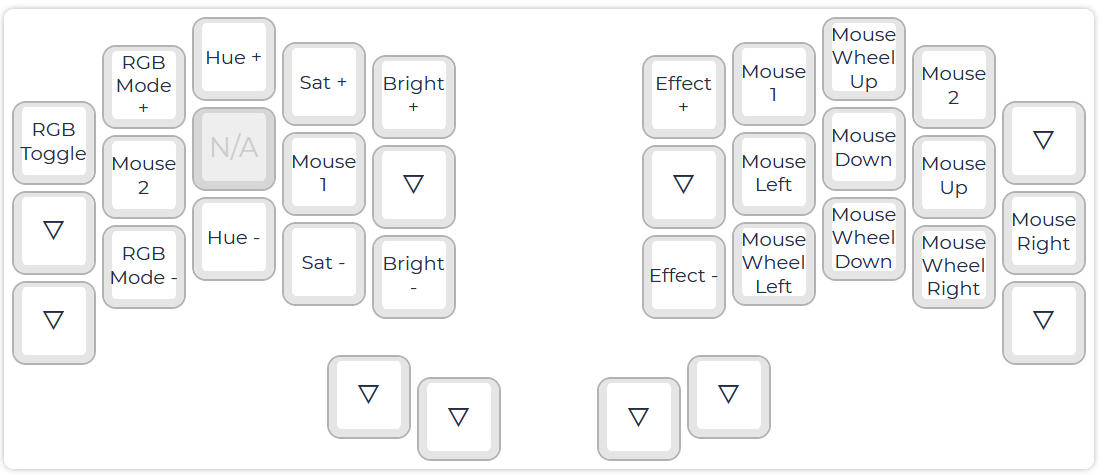 RGB
Toggle
▽
▽
RGB
Mode
+
Mouse
2
RGB
Mode -
Hue +
N/A
Hue -
Sat +
Mouse
1
Sat -
Bright
+
▽
Bright
-
▽
▽
Effect
+
▽
Effect -
Mouse
1
Mouse
Left
Mouse
Wheel
Left
Mouse
Wheel
Up
Mouse
Down
Mouse
Wheel
Down
Mouse
2
Mouse
Up
Mouse
Wheel
Right
▽
Mouse
Right
▽
▽
▽